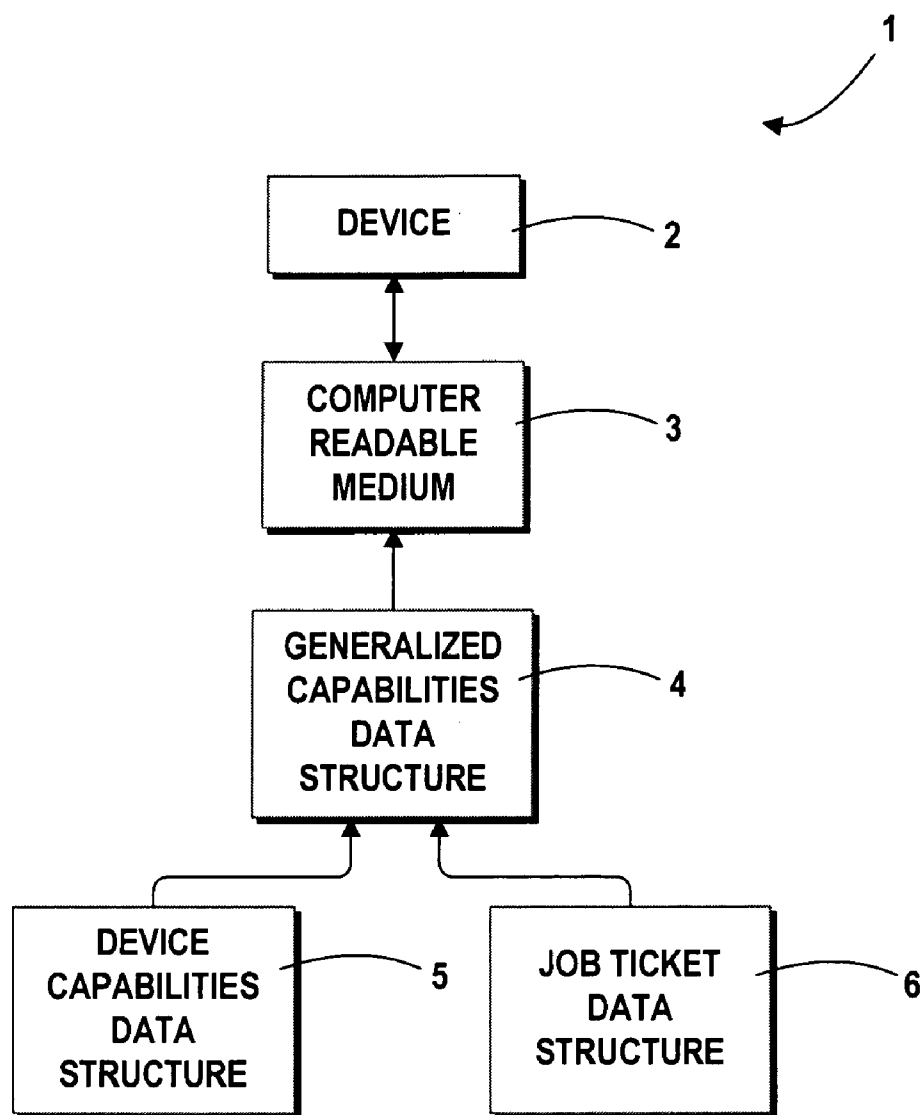 1
DEVICE
2
COMPUTER
READABLE
MEDIUM
3
GENERALIZED
CAPABILITIES
DATA
STRUCTURE
4
DEVICE
CAPABILITIES
DATA
STRUCTURE
5
JOB TICKET
DATA
STRUCTURE
6